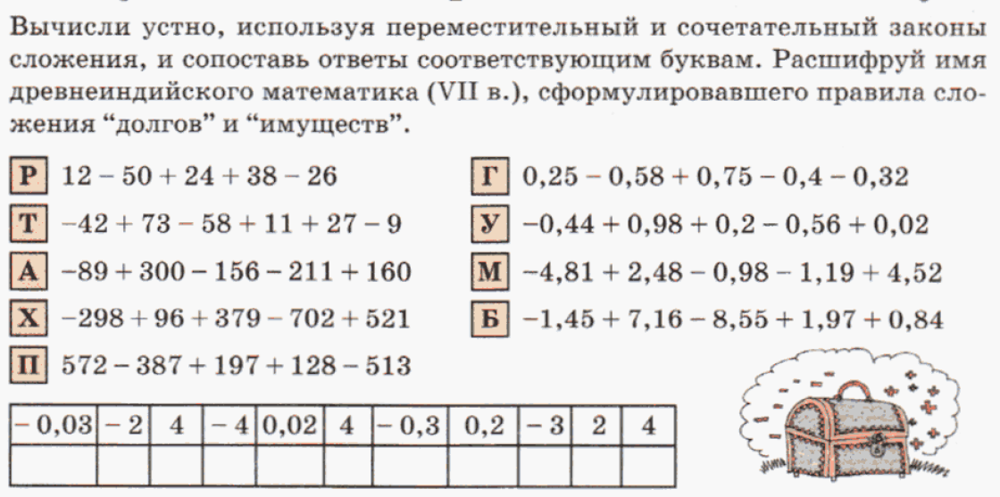 Вычисли устно, используя переместительный и сочетательный законы
сложения, и сопоставь ответы соответствующим буквам. Расшифруй имя
древнеиндийского математика (VII в.), сформулировавшего правила сло-
жения “долгов” и “имуществ”.
Р 12 – 50 + 24 + 38 – 26
Г 0,25 – 0,58 + 0,75 – 0,4 – 0,32
Т –42 + 73 – 58 + 11 + 27 – 9
У –0,44 + 0,98 + 0,2 – 0,56 + 0,02
А –89 + 300 – 156 – 211 + 160
М –4,81 + 2,48 – 0,98 – 1,19 + 4,52
Х –298 + 96 + 379 – 702 + 521
Б –1,45 + 7,16 – 8,55 + 1,97 + 0,84
П 572 – 387 + 197 + 128 – 513
– 0,03 – 2 4 – 4 0,02 4 – 0,3 0,2 – 3 2 4